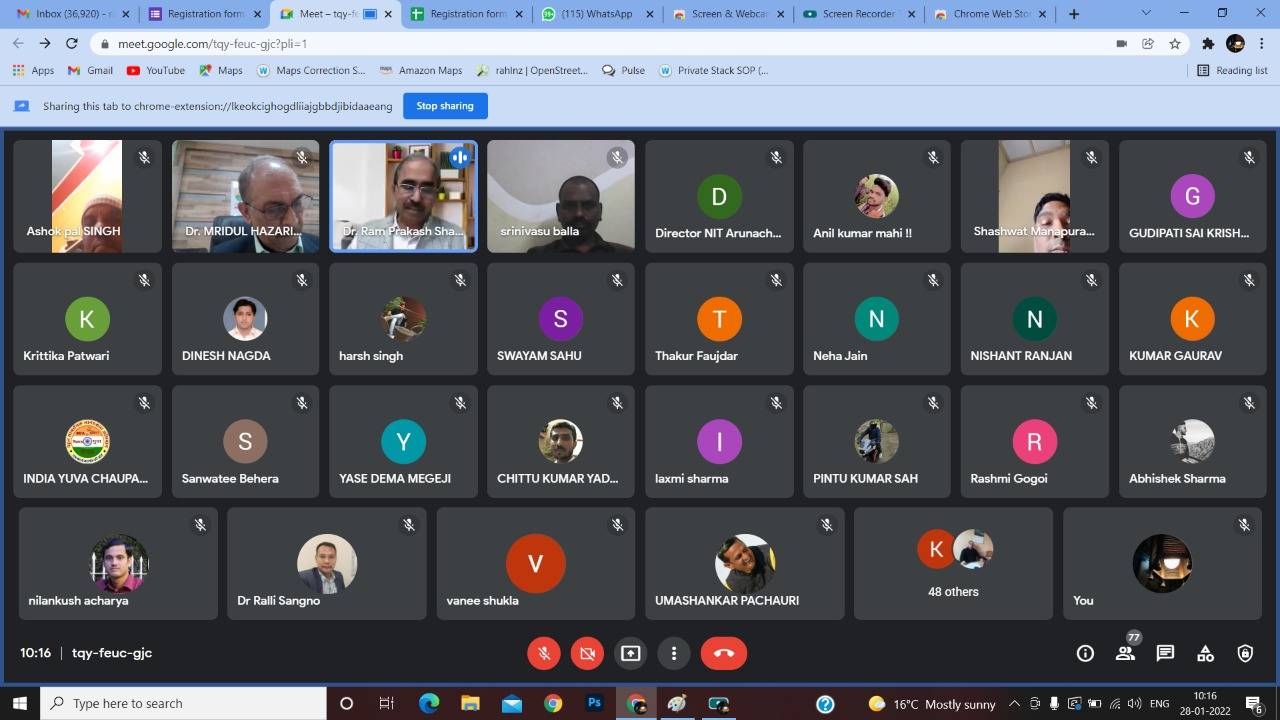 Inbox (36,920) - r
Registration form
Meet – tqy-fe
Registration form
(115) WhatsApp
Screen & Webcam
Screen Recorder
Chrome Web Sto
meet.google.com/tqy-feuc-gjc?pli=1
Apps
Gmail
YouTube
Maps
Maps Correction S...
Amazon Maps
rahlnz | OpenStreet...
Pulse
Private Stack SOP (...
Reading list
Sharing this tab to chrome-extension://lkeokcighogdliiajgbbdjibidaaeang
Stop sharing
Ashok pal SINGH
Dr. MRIDUL HAZARI...
Dr. Ram Prakash Sha...
srinivasu balla
D
Director NIT Arunach...
Anil kumar mahi !!
Shashwat Manapura...
G
GUDIPATI SAI KRISH...
K
Krittika Patwari
DINESH NAGDA
harsh singh
S
SWAYAM SAHU
T
Thakur Faujdar
N
Neha Jain
N
NISHANT RANJAN
K
KUMAR GAURAV
INDIA YUVA CHAUPA...
S
Sanwatee Behera
Y
YASE DEMA MEGEJI
CHITTU KUMAR YAD...
l
laxmi sharma
PINTU KUMAR SAH
R
Rashmi Gogoi
Abhishek Sharma
nilankush acharya
Dr Ralli Sangno
V
vanee shukla
UMASHANKAR PACHAURI
K
48 others
You
10:16 | tqy-feuc-gjc
77
Type here to search
Ps
16°C Mostly sunny
ENG
10:16
28-01-2022
6